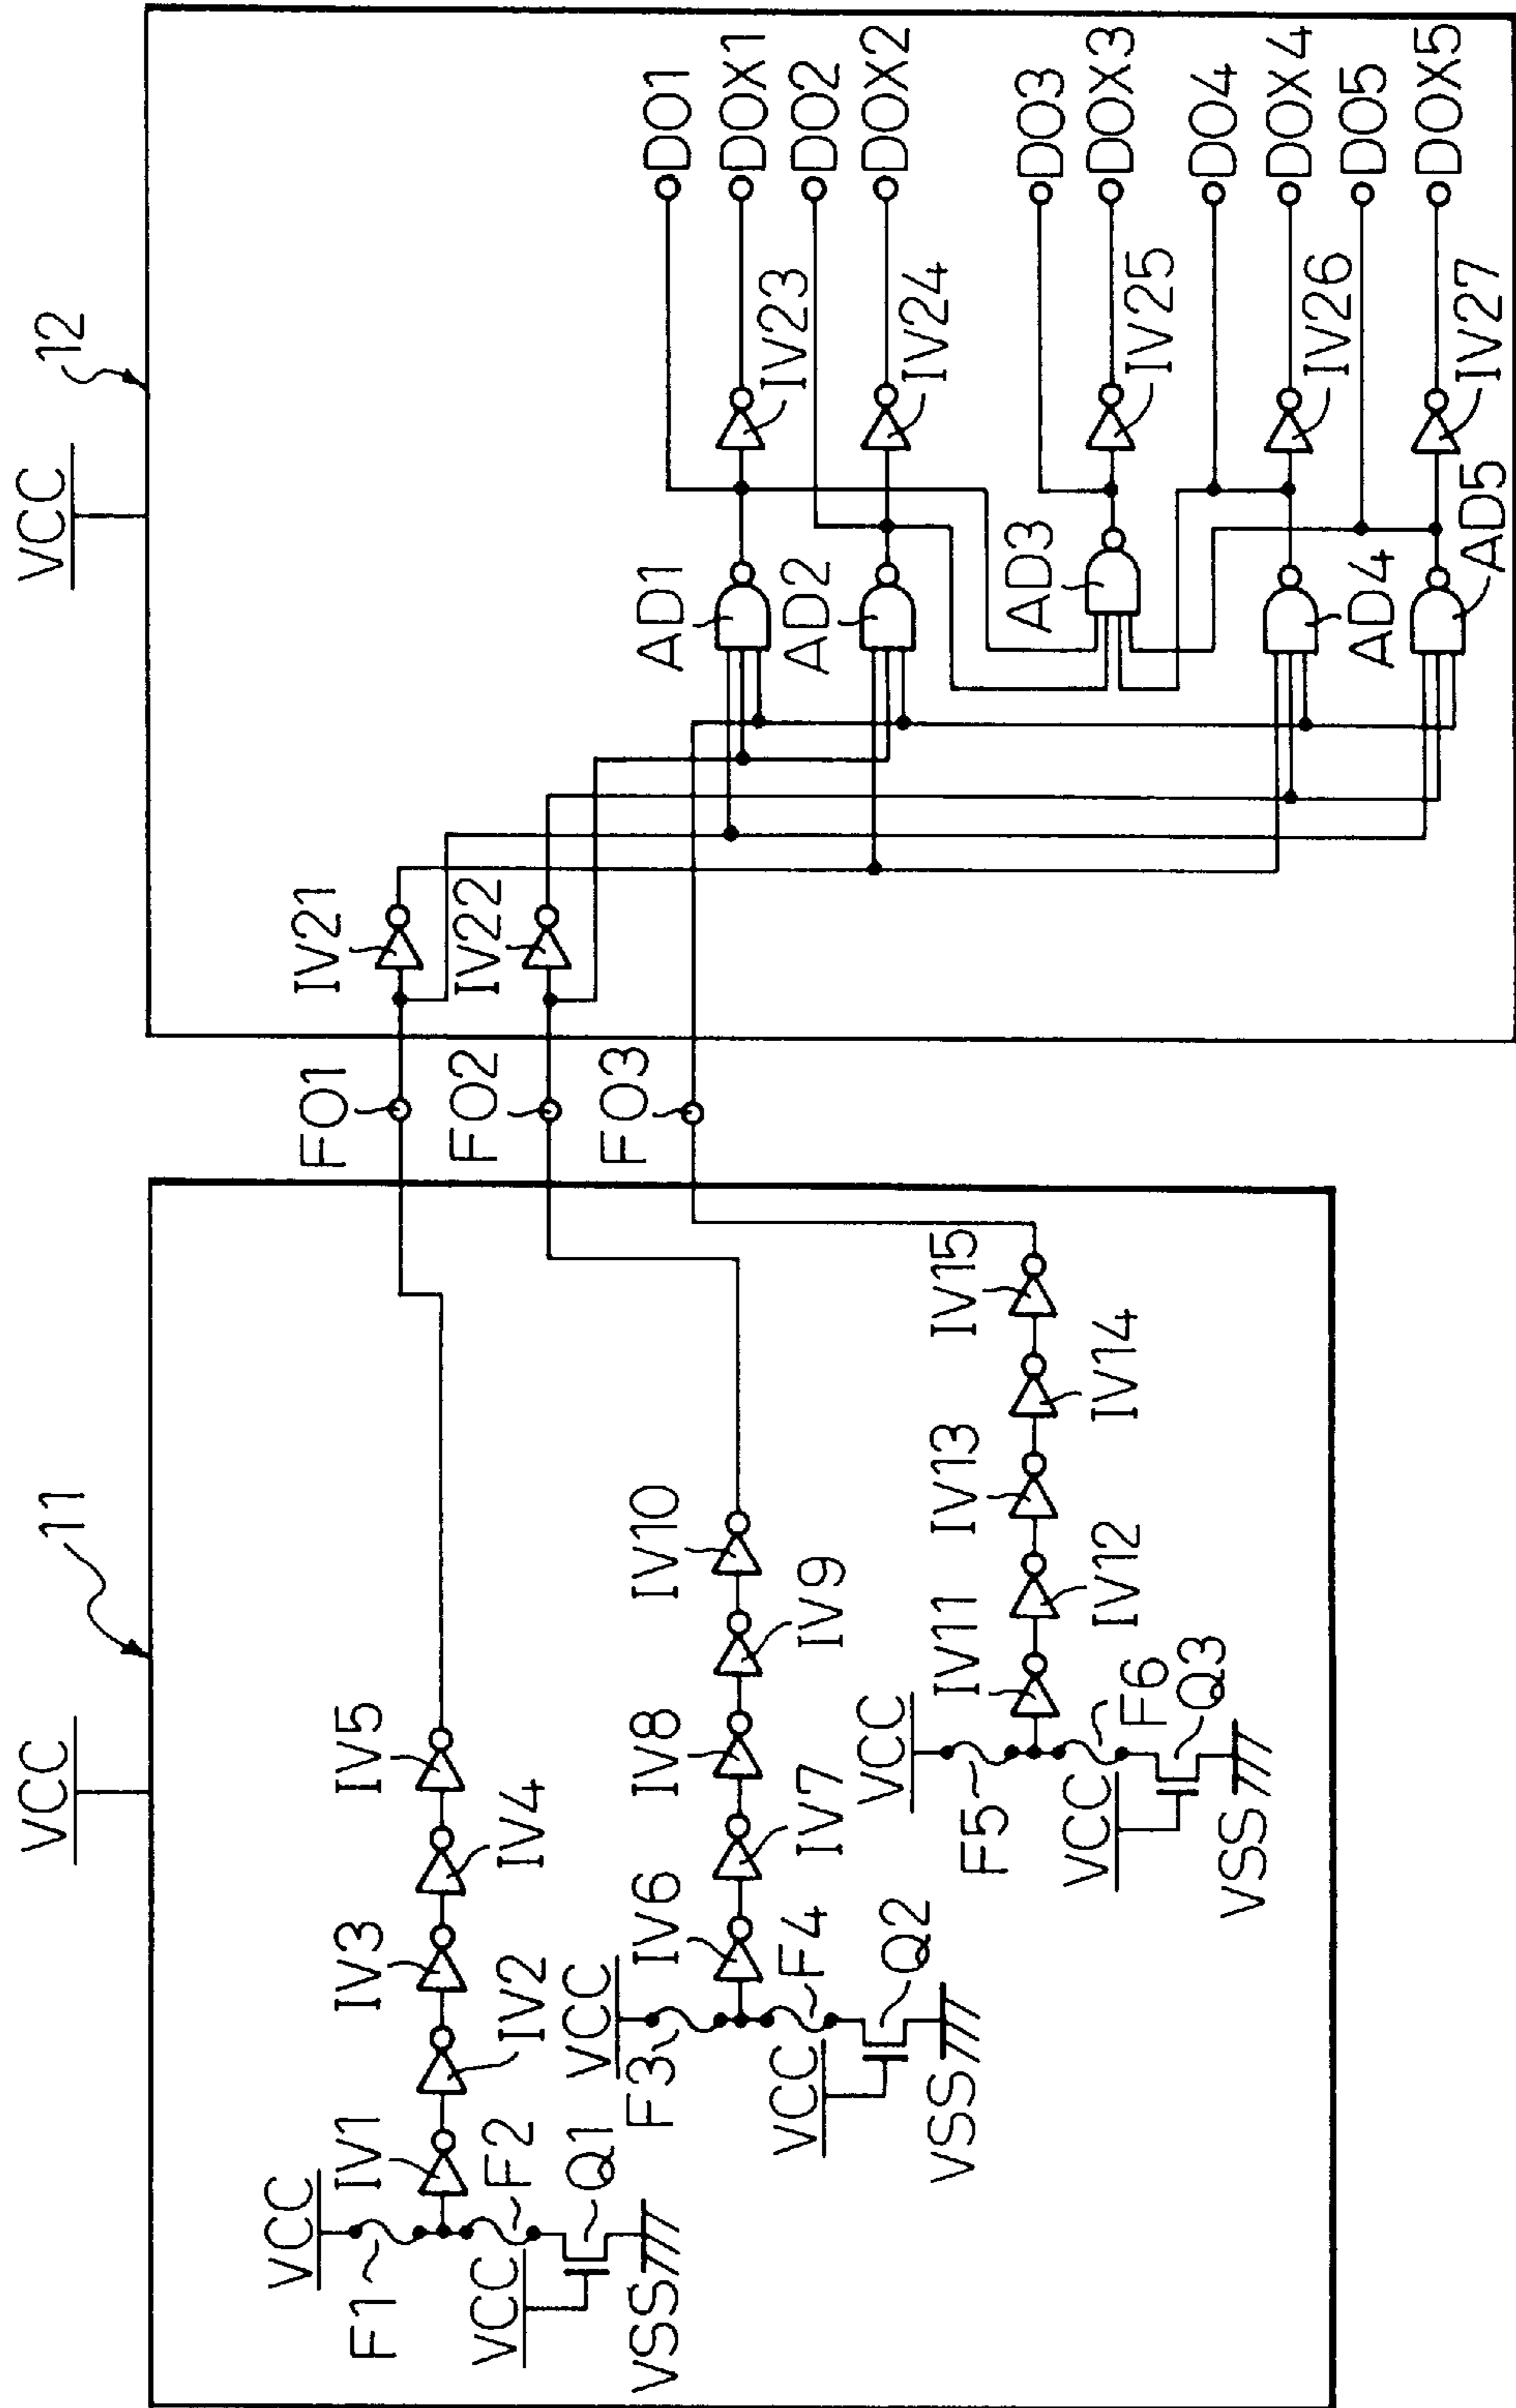 VCC
11
VCC
IV1
IV2
IV3
IV4
IV5
F1
F2
VCC
Q1
VSS
VCC
IV6
IV7
IV8
IV9
IV10
F3
F4
VCC
Q2
VSS
VCC
IV11
IV12
IV13
IV14
IV15
F5
F6
VCC
Q3
VSS
FO1
FO2
FO3
VCC
12
IV21
IV22
AD1
AD2
AD3
AD4
AD5
IV23
IV24
IV25
IV26
IV27
DO1
DOX1
DO2
DOX2
DO3
DOX3
DO4
DOX4
DO5
DOX5